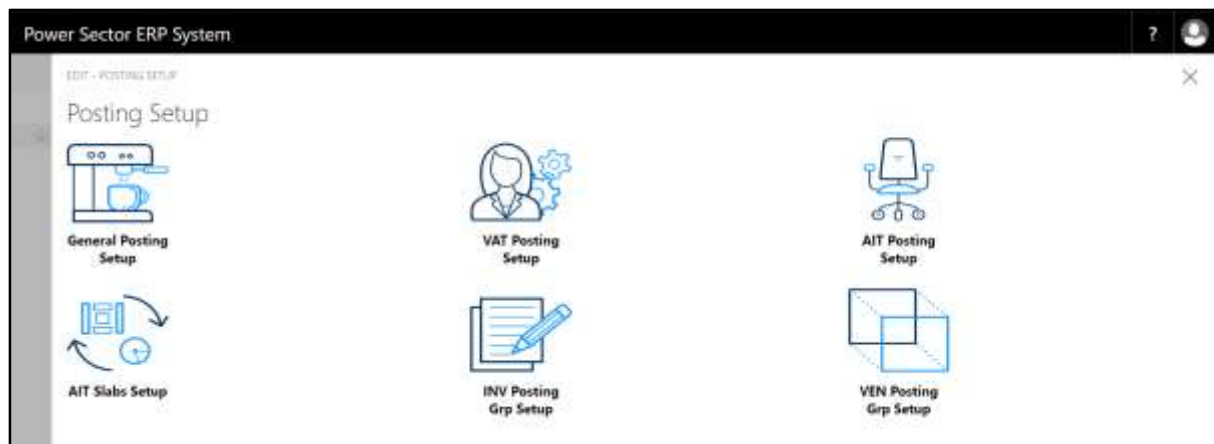 Power Sector ERP System
?
EDIT - POSTING SETUP
Posting Setup
General Posting
Setup
VAT Posting
Setup
AIT Posting
Setup
AIT Slabs Setup
INV Posting
Grp Setup
VEN Posting
Grp Setup